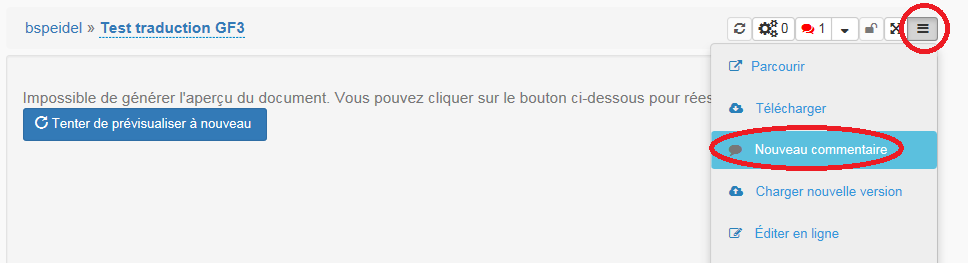 bspeidel » Test traduction GF3
0 1
Impossible de générer l'aperçu du document. Vous pouvez cliquer sur le bouton ci-dessous pour rées
Tenter de prévisualiser à nouveau
Parcourir
Télécharger
Nouveau commentaire
Charger nouvelle version
Éditer en ligne